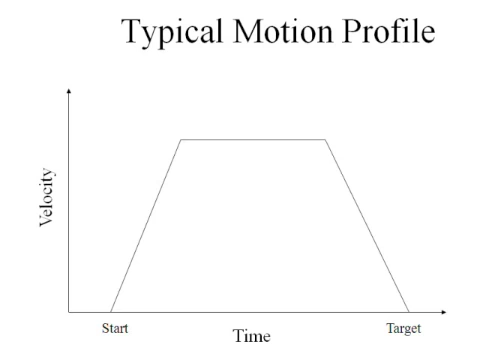 Typical Motion Profile
Velocity
Start
Target
Time